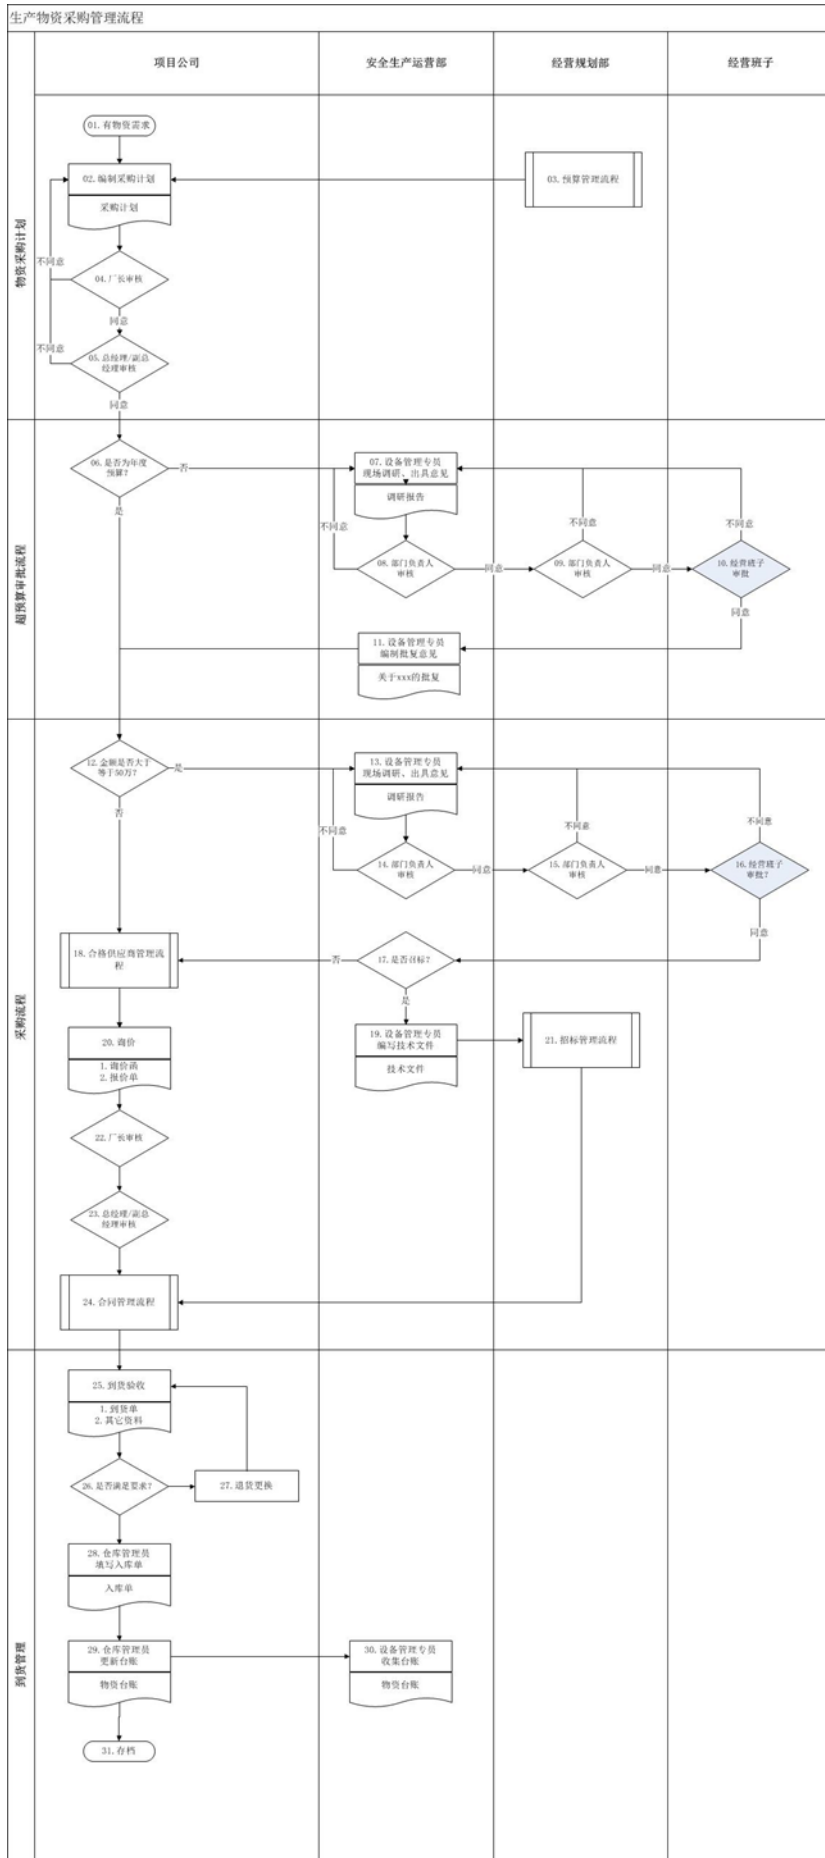 生产物资采购管理流程
项目公司
安全生产运营部
经营规划部
经营班子
物资采购计划
01.有物资需求
02.编制采购计划
采购计划
03.预算管理流程
不同意
04.厂长审核
同意
不同意
05.总经理/副总
经理审核
同意
超预算审批流程
06.是否为年度
预算?
否
是
07.设备管理专员
现场调研、出具意见
调研报告
不同意
不同意
不同意
08.部门负责人
审核
同意
09.部门负责人
审核
同意
10.经营班子
审批
同意
11.设备管理专员
编制批复意见
关于xxx的批复
采购流程
12.金额是否大于
等于50万?
是
否
13.设备管理专员
现场调研、出具意见
调研报告
不同意
不同意
不同意
14.部门负责人
审核
同意
15.部门负责人
审核
同意
16.经营班子
审批?
同意
18.合格供应商管理流
程
否
17.是否召标?
是
20.询价
1.询价函
2.报价单
19.设备管理专员
编写技术文件
技术文件
21.招标管理流程
22.厂长审核
23.总经理/副总
经理审核
24.合同管理流程
到货管理
25.到货验收
1.到货单
2.其它资料
26.是否满足要求?
27.退货更换
28.仓库管理员
填写入库单
入库单
29.仓库管理员
更新台账
物资台账
30.设备管理专员
收集台账
物资台账
31.存档